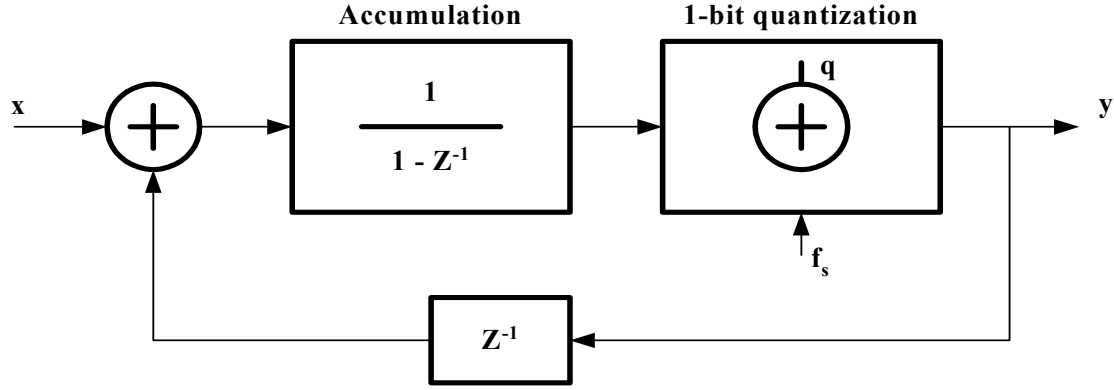 Accumulation
1-bit quantization
q
x
1
1 - Z⁻¹
y
fₛ
Z⁻¹